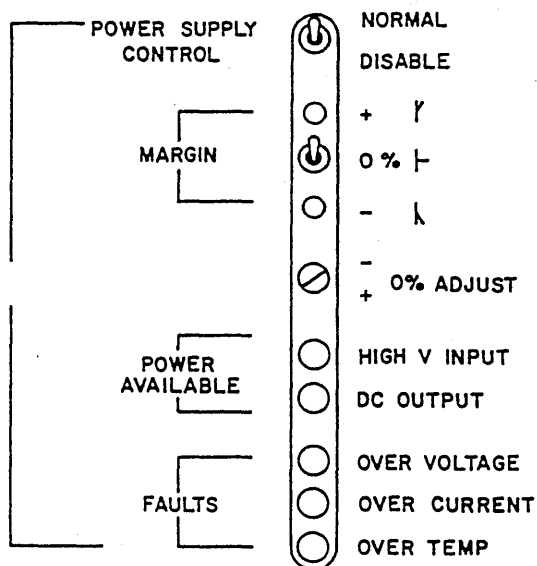 POWER SUPPLY
CONTROL
NORMAL
DISABLE
MARGIN
+
0 %
-
-
+
0% ADJUST
POWER
AVAILABLE
HIGH V INPUT
DC OUTPUT
FAULTS
OVER VOLTAGE
OVER CURRENT
OVER TEMP